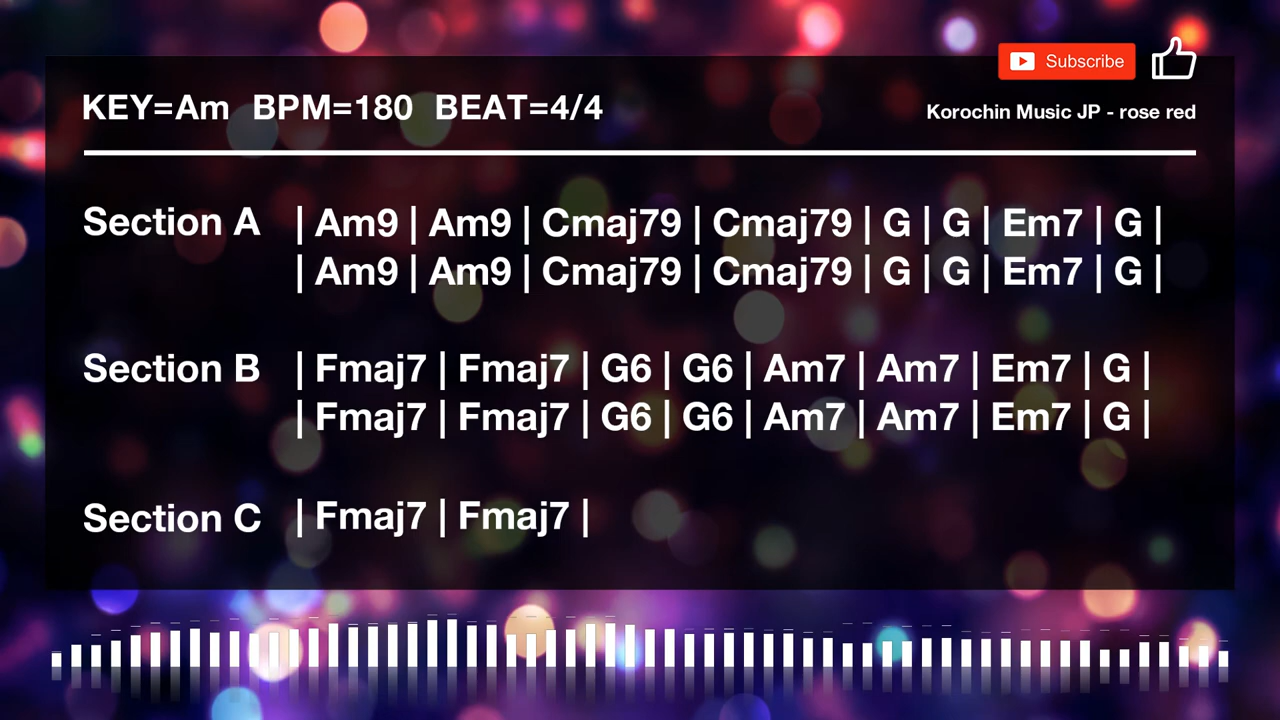 Subscribe
KEY=Am BPM=180 BEAT=4/4
Korochin Music JP - rose red
Section A | Am9 | Am9 | Cmaj79 | Cmaj79 | G | G | Em7 | G |
| Am9 | Am9 | Cmaj79 | Cmaj79 | G | G | Em7 | G |
Section B | Fmaj7 | Fmaj7 | G6 | G6 | Am7 | Am7 | Em7 | G |
| Fmaj7 | Fmaj7 | G6 | G6 | Am7 | Am7 | Em7 | G |
Section C | Fmaj7 | Fmaj7 |